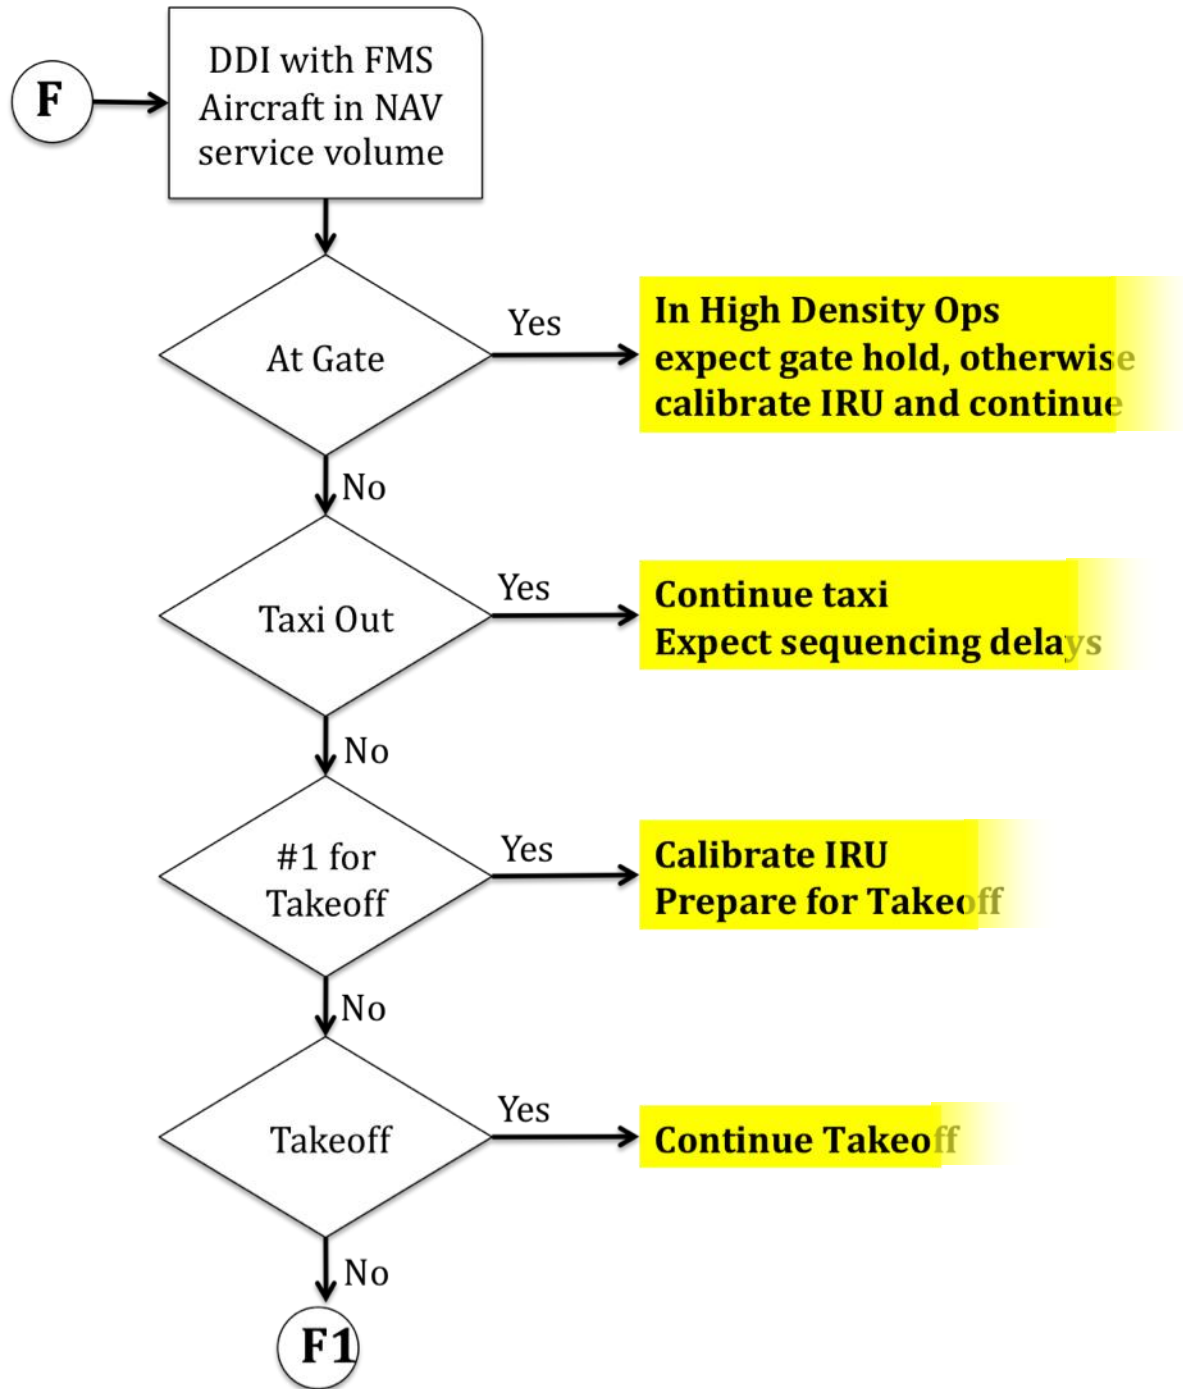 F
DDI with FMS
Aircraft in NAV
service volume
At Gate
Yes
In High Density Ops
expect gate hold, otherwise
calibrate IRU and continue
No
Taxi Out
Yes
Continue taxi
Expect sequencing delays
No
#1 for
Takeoff
Yes
Calibrate IRU
Prepare for Takeoff
No
Takeoff
Yes
Continue Takeoff
No
F1